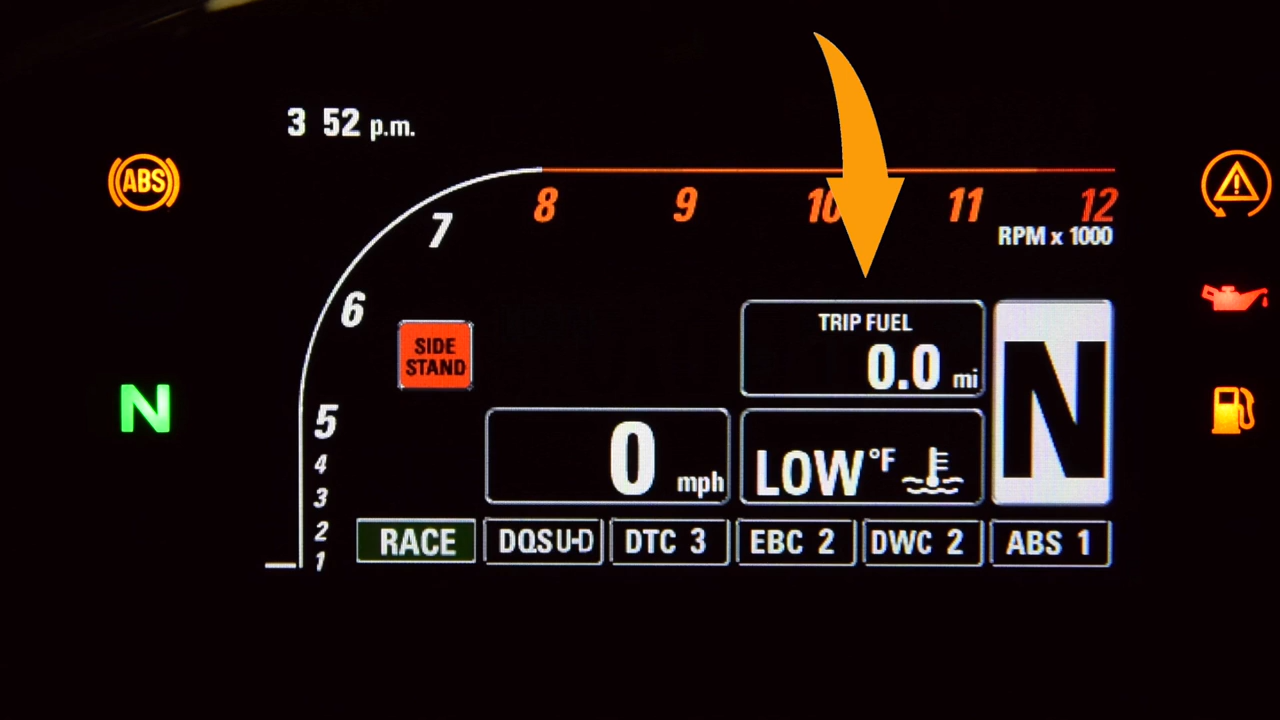 3 52 p.m.
ABS
7
8
9
10
11
12
RPM x 1000
6
SIDE
STAND
TRIP FUEL
0.0 mi
N
N
5
4
3
2
1
0 mph
LOW °F
RACE
DQS U-D
DTC 3
EBC 2
DWC 2
ABS 1